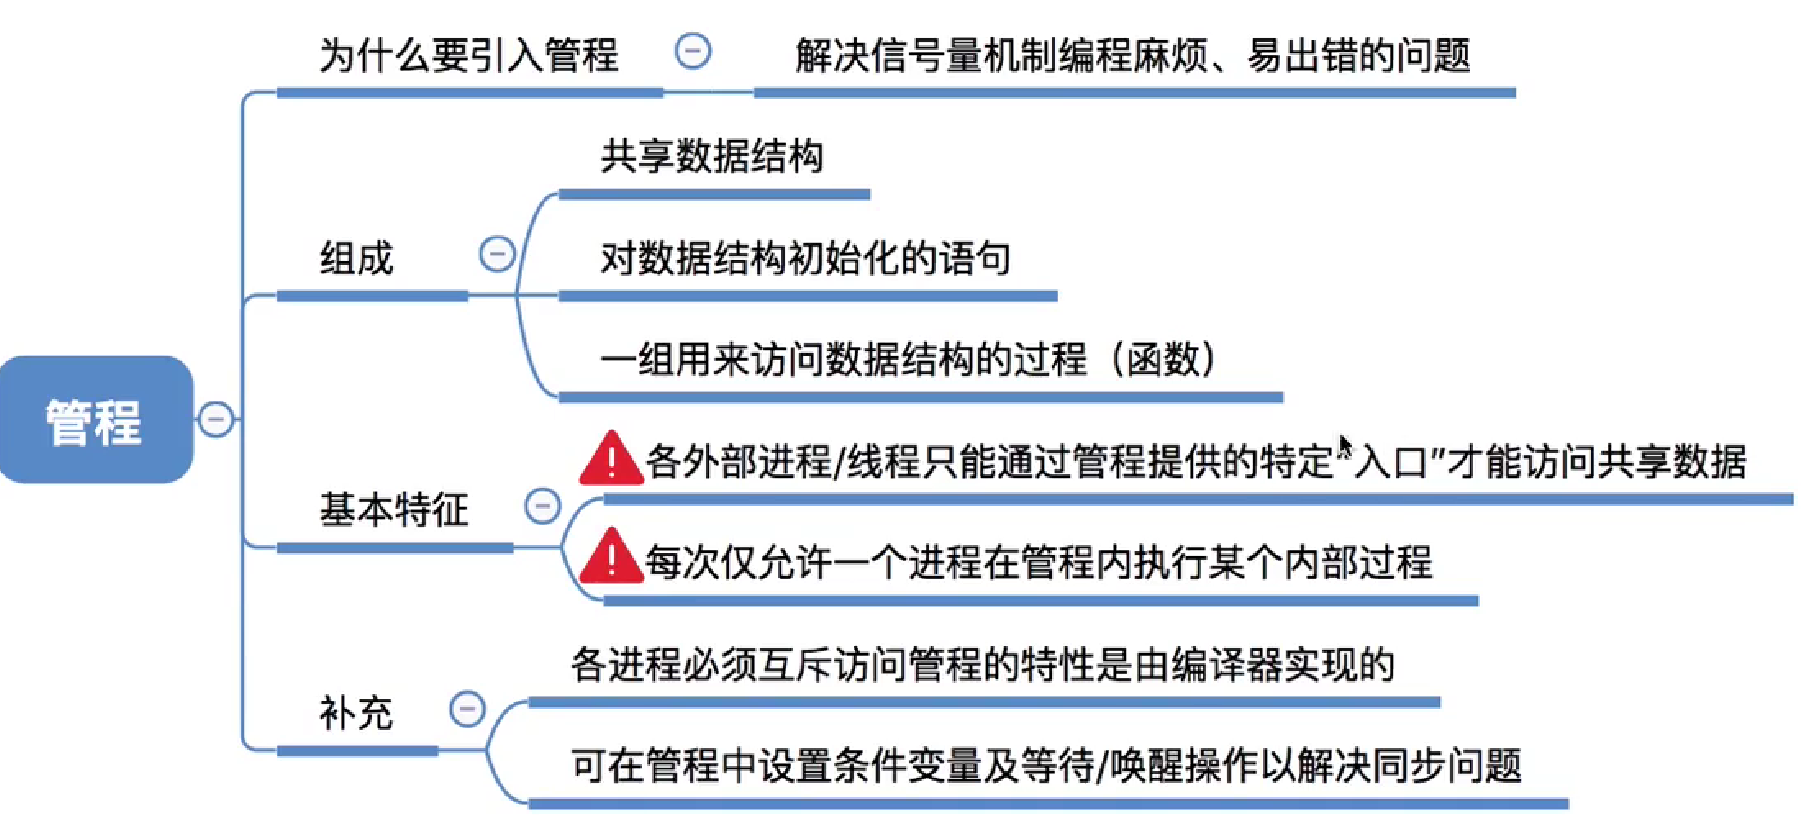 为什么要引入管程
解决信号量机制编程麻烦、易出错的问题
共享数据结构
组成
对数据结构初始化的语句
一组用来访问数据结构的过程（函数）
管程
各外部进程/线程只能通过管程提供的特定“入口”才能访问共享数据
基本特征
每次仅允许一个进程在管程内执行某个内部过程
各进程必须互斥访问管程的特性是由编译器实现的
补充
可在管程中设置条件变量及等待/唤醒操作以解决同步问题